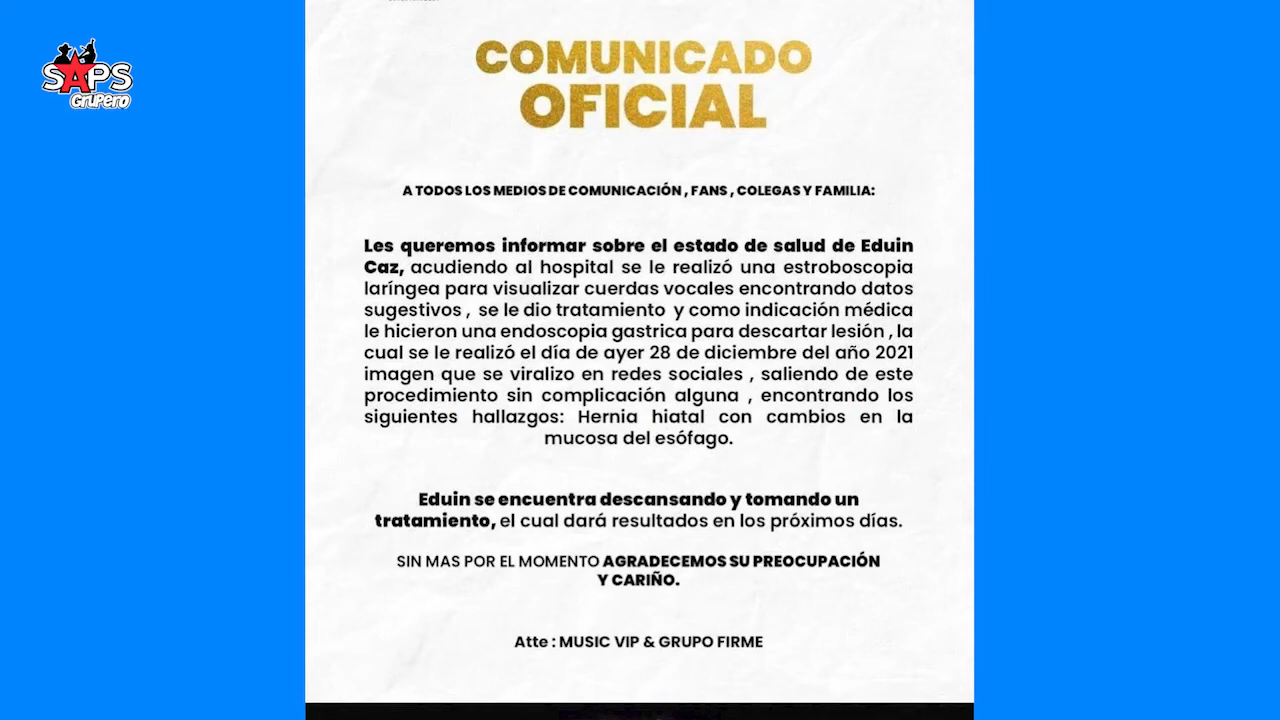 SAPS
GRUPERO
COMUNICADO
OFICIAL
A TODOS LOS MEDIOS DE COMUNICACIÓN , FANS , COLEGAS Y FAMILIA:
Les queremos informar sobre el estado de salud de Eduin
Caz, acudiendo al hospital se le realizó una estroboscopia
laríngea para visualizar cuerdas vocales encontrando datos
sugestivos , se le dio tratamiento y como indicación médica
le hicieron una endoscopia gastrica para descartar lesión , la
cual se le realizó el día de ayer 28 de diciembre del año 2021
imagen que se viralizo en redes sociales , saliendo de este
procedimiento sin complicación alguna , encontrando los
siguientes hallazgos: Hernia hiatal con cambios en la
mucosa del esófago.
Eduin se encuentra descansando y tomando un
tratamiento, el cual dará resultados en los próximos días.
SIN MAS POR EL MOMENTO AGRADECEMOS SU PREOCUPACIÓN
Y CARIÑO.
Atte : MUSIC VIP & GRUPO FIRME